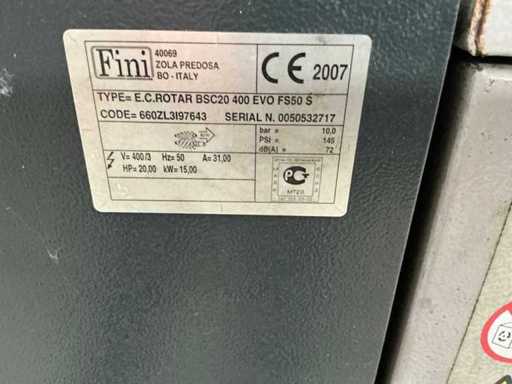 Fini
40069
ZOLA PREDOSA
BO - ITALY
CE 2007
TYPE= E.C.ROTAR BSC20 400 EVO FS50 S
CODE= 660ZL3I97643 SERIAL N. 0050532717
bar = 10,0
PSI = 145
dB(A) = 72
V= 400/3 Hz= 50 A= 31,00
HP= 20,00 kW= 15,00